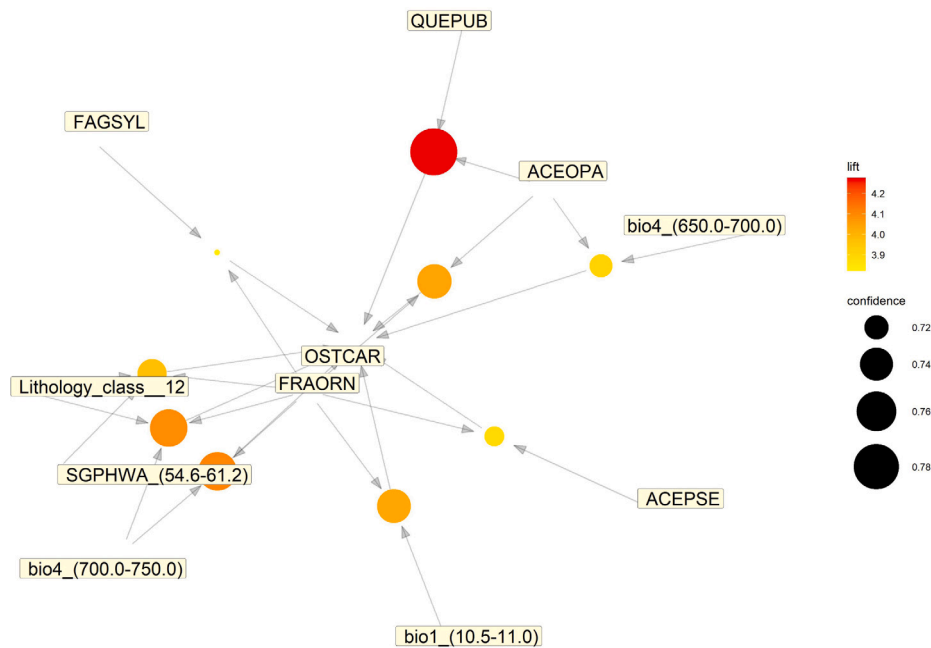 QUEPUB
FAGSYL
ACEOPA
lift
4.2
4.1
4.0
3.9
bio4_(650.0-700.0)
confidence
0.72
0.74
0.76
0.78
OSTCAR
FRAORN
Lithology_class__12
SGPHWA_(54.6-61.2)
ACEPSE
bio4_(700.0-750.0)
bio1_(10.5-11.0)